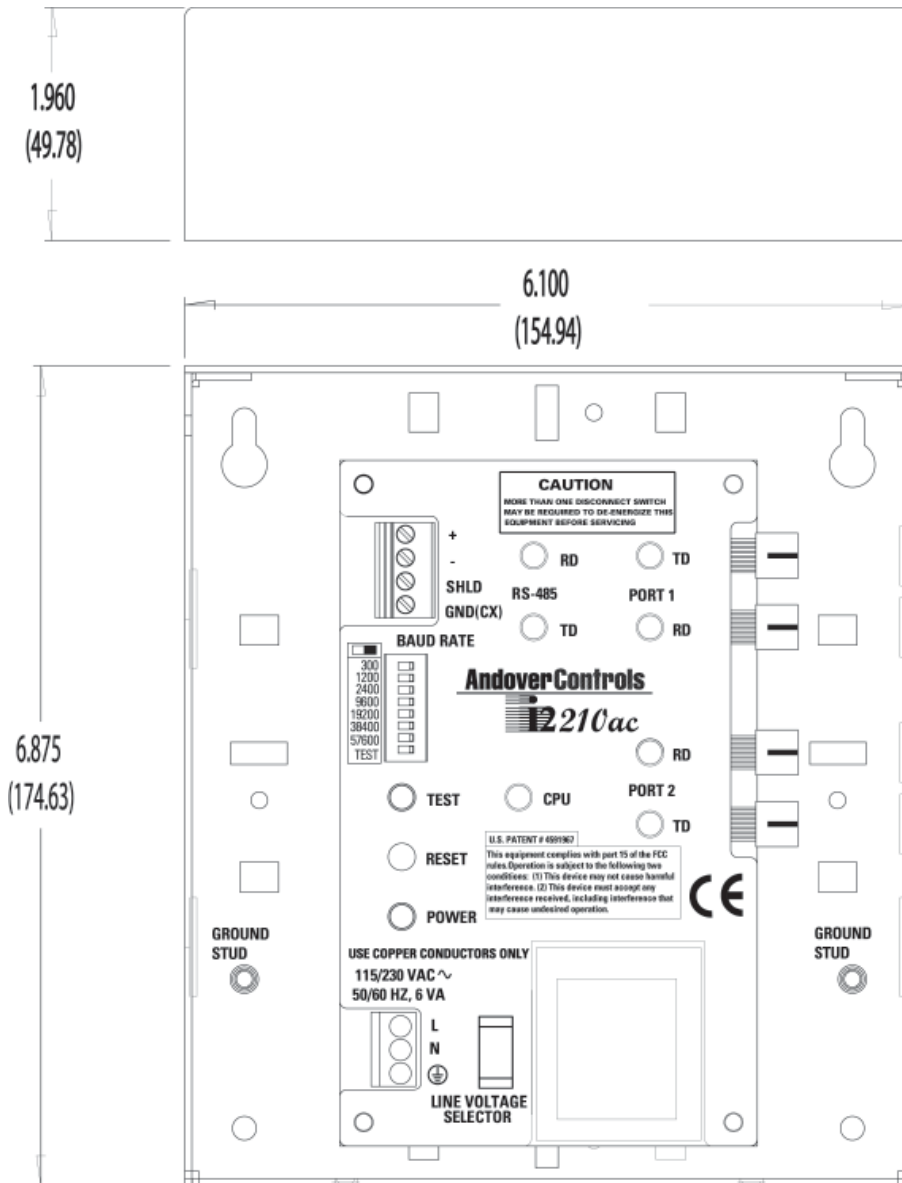 1.960
(49.78)
6.100
(154.94)
6.875
(174.63)
CAUTION
MORE THAN ONE DISCONNECT SWITCH
MAY BE REQUIRED TO DE-ENERGIZE THIS
EQUIPMENT BEFORE SERVICING
+
-
SHLD
GND(CX)
RD
RS-485
TD
TD
PORT 1
RD
BAUD RATE
300
1200
2400
9600
19200
38400
57600
TEST
Andover Controls
i2 210ac
RD
PORT 2
TD
TEST
CPU
RESET
POWER
U.S. PATENT # 4591967
This equipment complies with part 15 of the FCC
rules. Operation is subject to the following two
conditions: (1) This device may not cause harmful
interference. (2) This device must accept any
interference received, including interference that
may cause undesired operation.
CE
GROUND
STUD
GROUND
STUD
USE COPPER CONDUCTORS ONLY
115/230 VAC ∿
50/60 HZ, 6 VA
L
N
LINE VOLTAGE
SELECTOR